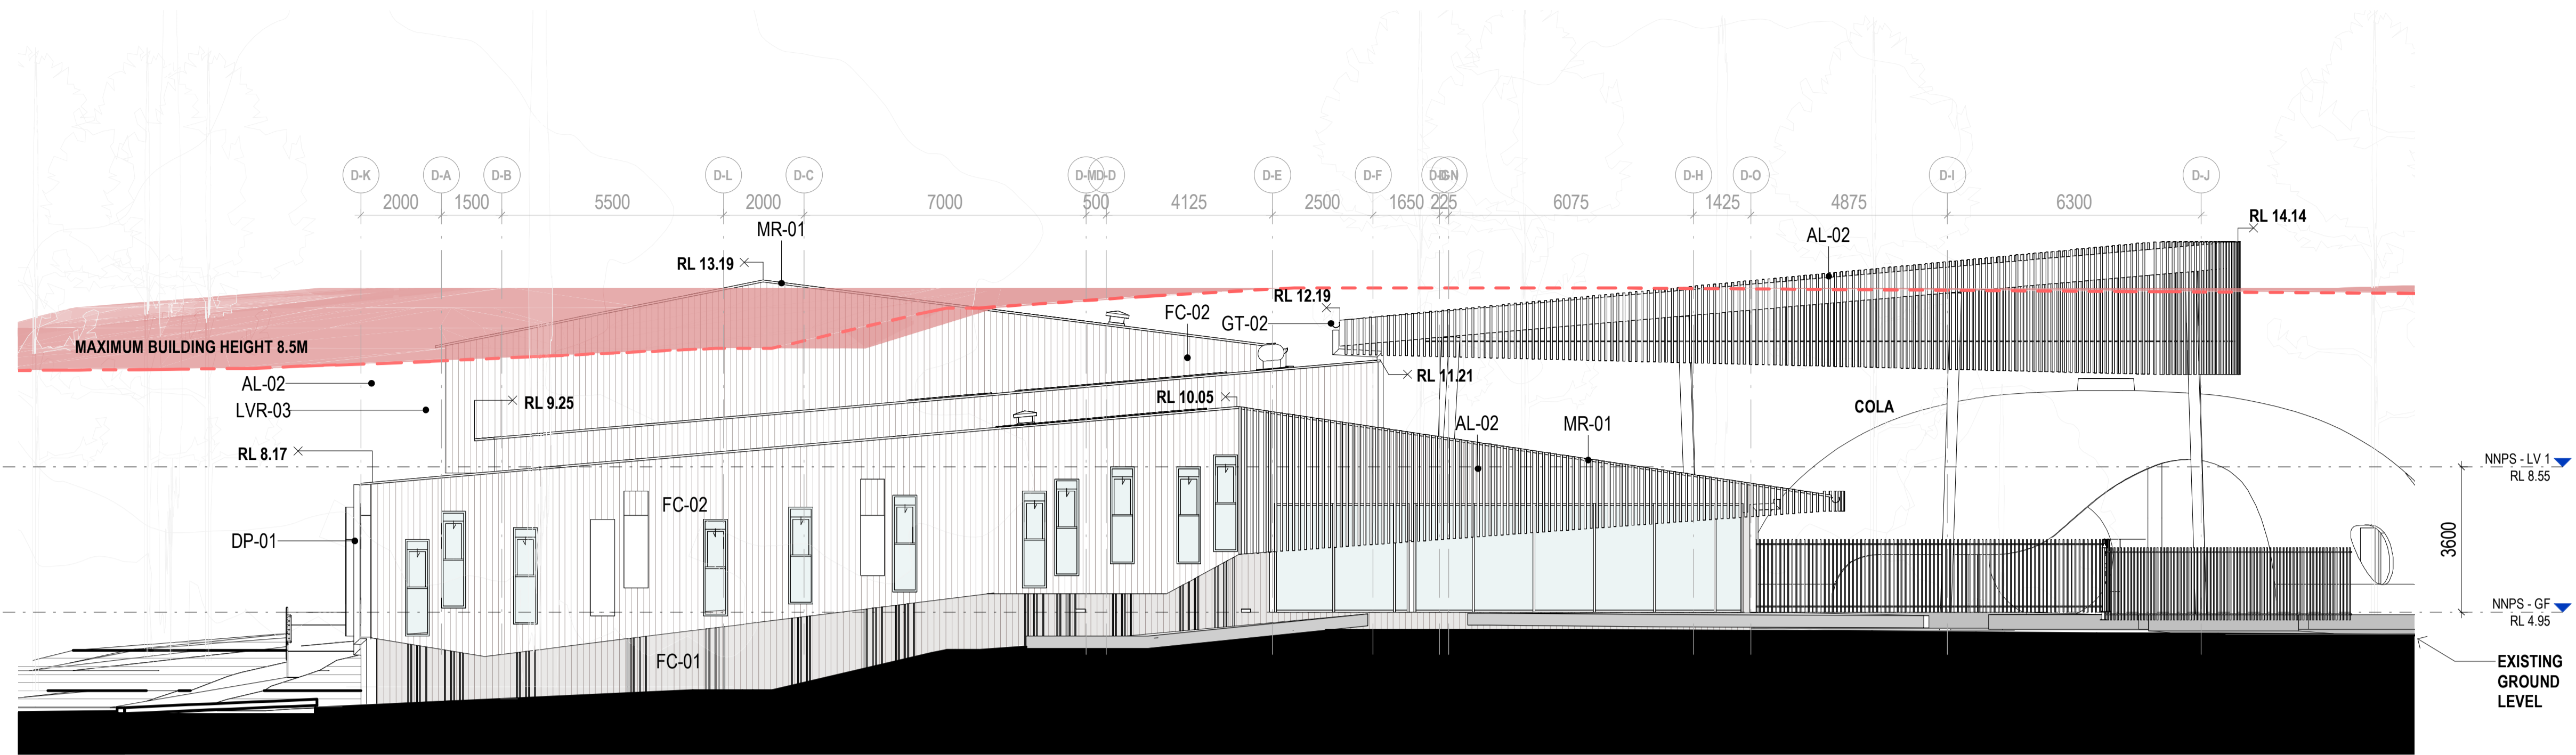 D-K D-A D-B D-L D-C D-M D-D D-E D-F D-G D-N D-H D-O D-I D-J
2000 1500 5500 2000 7000 500 4125 2500 1650 225 6075 1425 4875 6300
RL 14.14
MR-01
AL-02
RL 13.19
RL 12.19
FC-02
GT-02
MAXIMUM BUILDING HEIGHT 8.5M
RL 11.21
AL-02
RL 10.05
RL 9.25
COLA
LVR-03
AL-02
MR-01
RL 8.17
NNPS - LV 1
RL 8.55
FC-02
DP-01
3600
NNPS - GF
RL 4.95
FC-01
EXISTING
GROUND
LEVEL